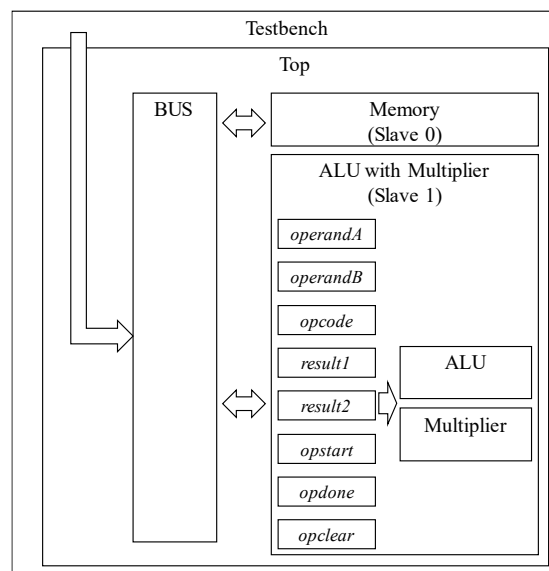 Testbench
Top
BUS
Memory
(Slave 0)
ALU with Multiplier
(Slave 1)
operandA
operandB
opcode
result1
result2
opstart
opdone
opclear
ALU
Multiplier